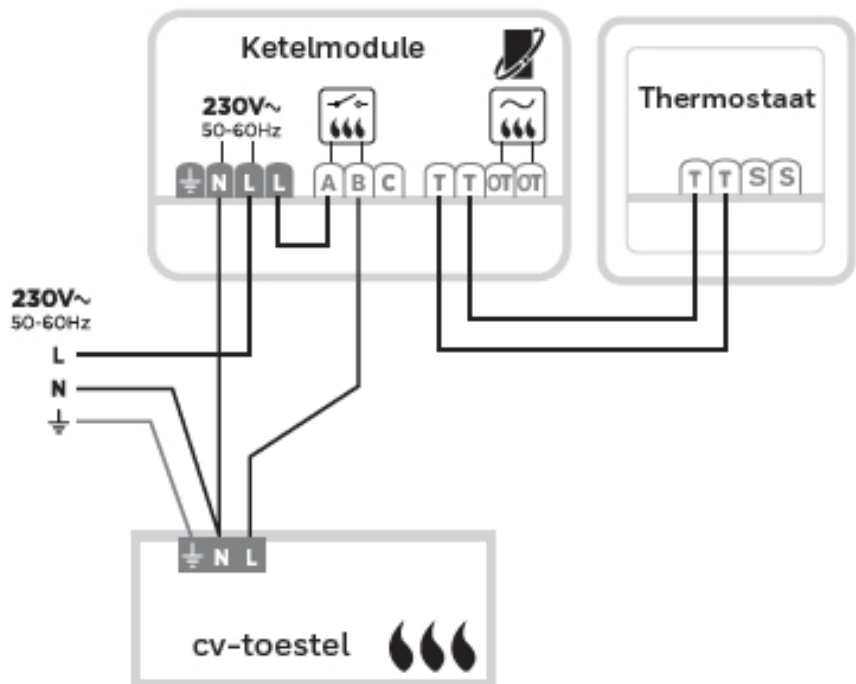 Ketelmodule
230V~
50-60Hz
N L L A B C T T OT OT
Thermostaat
T T S S
230V~
50-60Hz
L
N
N L
cv-toestel